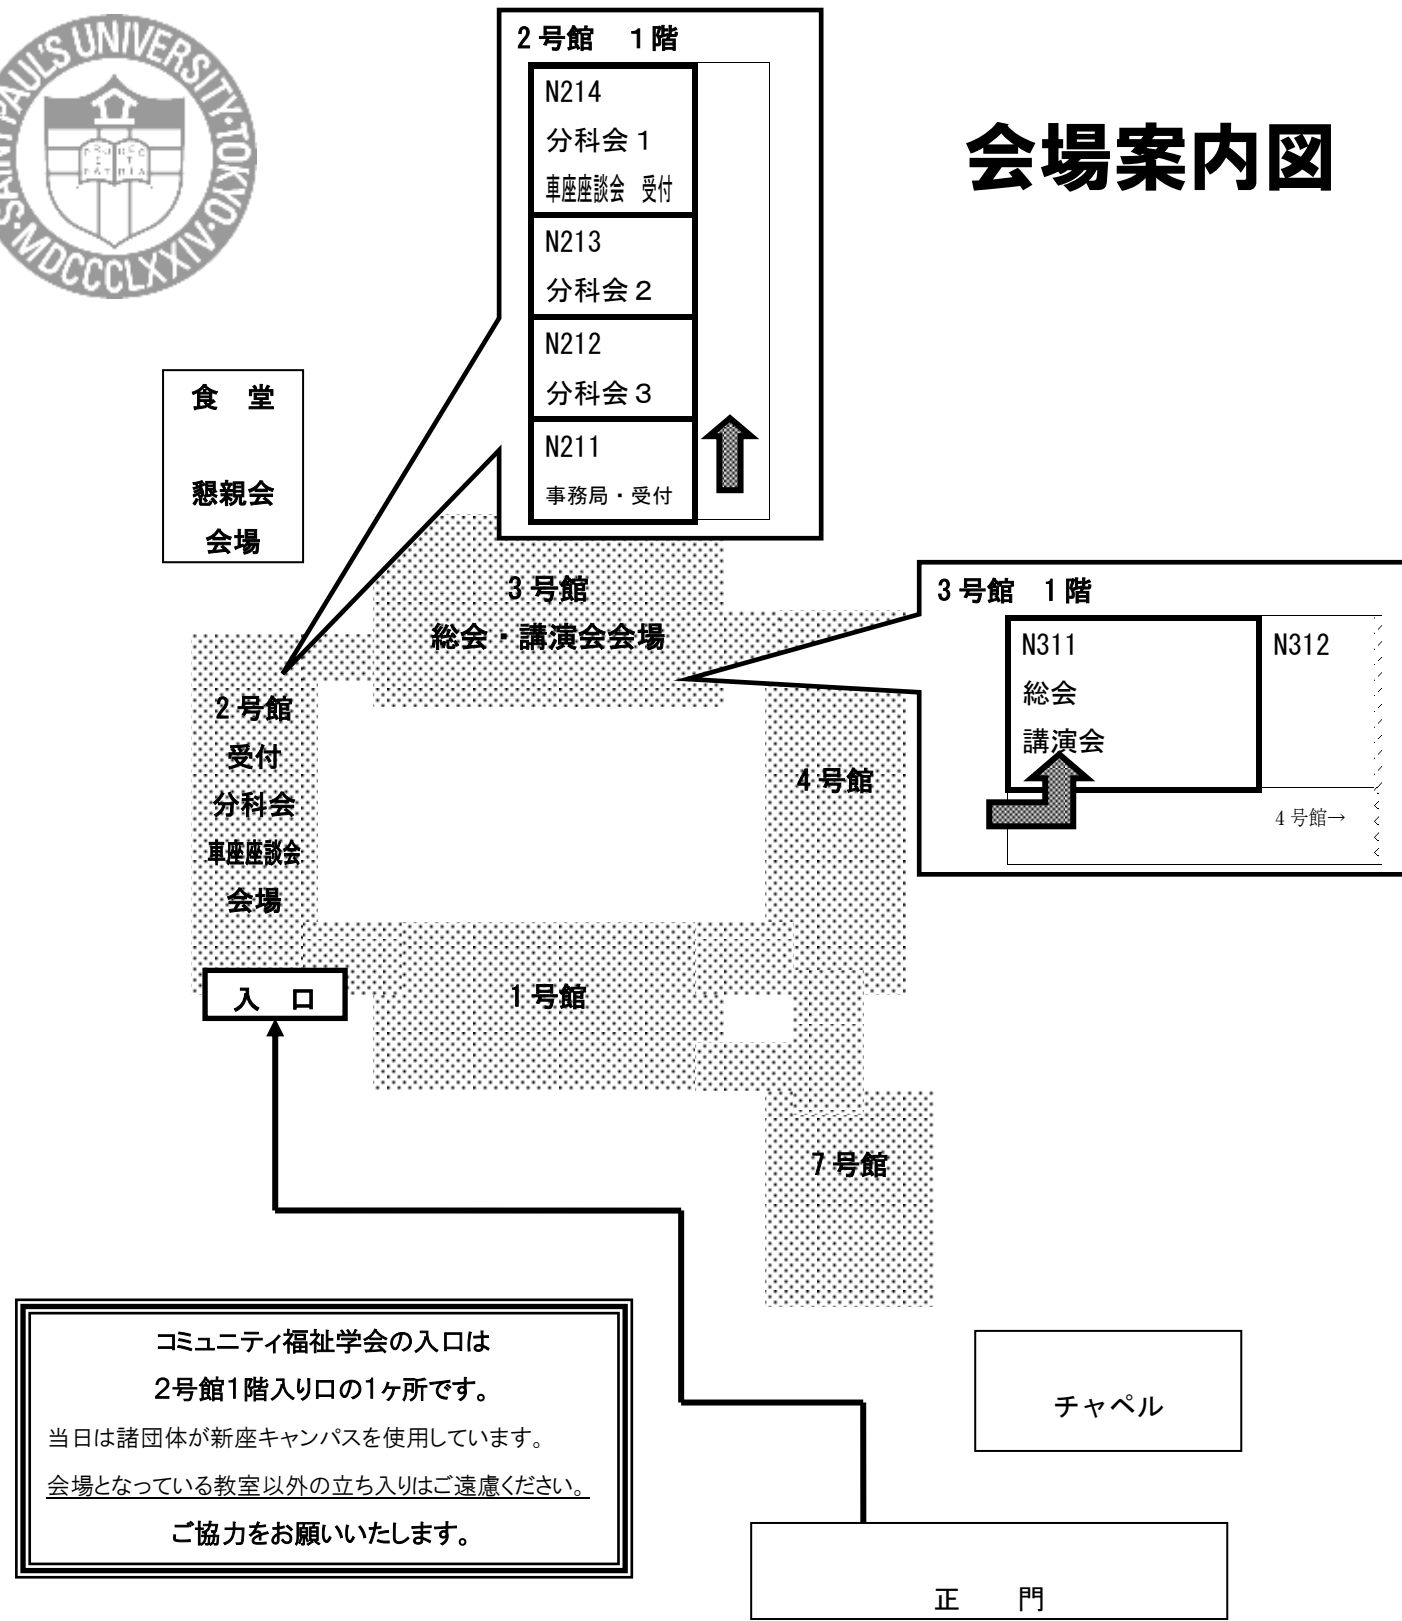 SAINT PAUL'S UNIVERSITY·TOKYO·
MDCCCLXXIV
PRO DEO
ET
PATRIA
会場案内図
2号館　1階
N214
分科会1
車座座談会　受付
N213
分科会2
N212
分科会3
N211
事務局・受付
食　堂
懇親会
会場
3号館
総会・講演会会場
3号館　1階
N311
総会
講演会
N312
4号館→
2号館
受付
分科会
車座座談会
会場
4号館
入　口
1号館
7号館
コミュニティ福祉学会の入口は
2号館1階入り口の1ヶ所です。
当日は諸団体が新座キャンパスを使用しています。
会場となっている教室以外の立ち入りはご遠慮ください。
ご協力をお願いいたします。
チャペル
正　　門